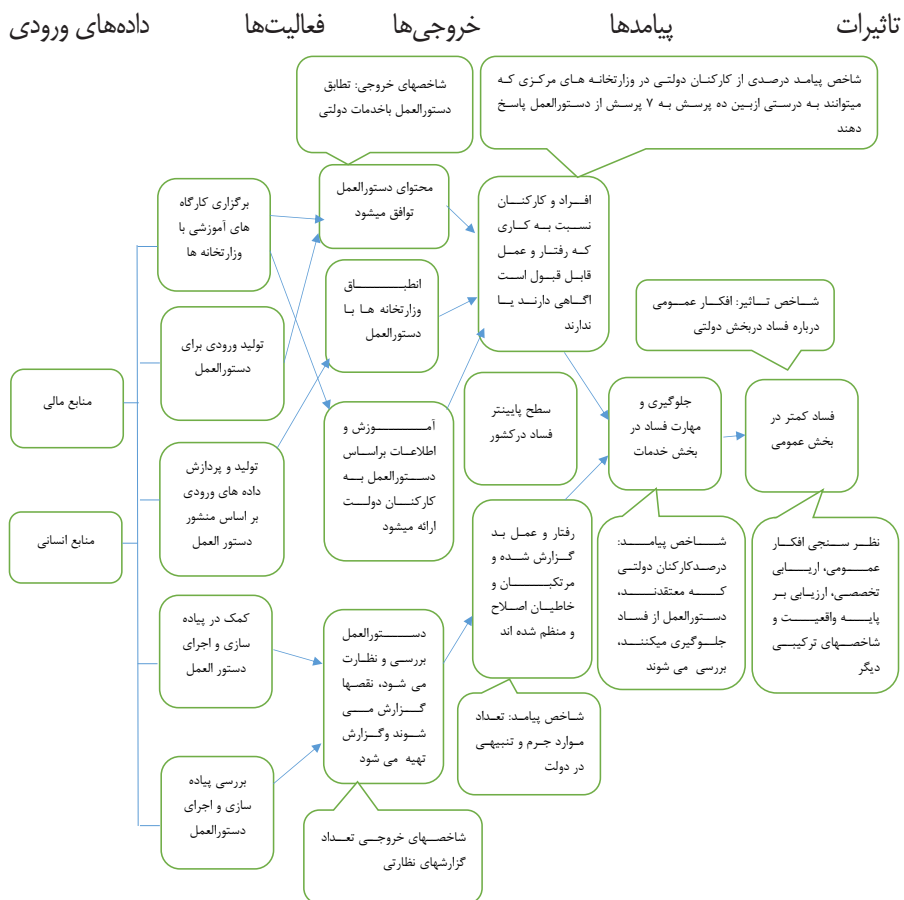 داده‌های ورودی
فعالیت‌ها
خروجی‌ها
پیامدها
تاثیرات
منابع مالی
منابع انسانی
برگزاری کارگاه
های آموزشی با
وزارتخانه ها
تولید ورودی برای
دستورالعمل
تولید و پردازش
داده های ورودی
بر اساس منشور
دستور العمل
کمک در پیاده
سازی و اجرای
دستور العمل
بررسی پیاده
سازی و اجرای
دستورالعمل
شاخصهای خروجی: تطابق
دستورالعمل باخدمات دولتی
محتوای دستورالعمل
توافق میشود
انطباق
وزارتخانه ها با
دستورالعمل
آموزش و
اطلاعات براساس
دستورالعمل به
کارکنان دولت
ارائه میشود
دستورالعمل
بررسی و نظارت
می شود، نقصها
گزارش می
شوند وگزارش
تهیه می شود
شاخصهای خروجی تعداد
گزارشهای نظارتی
شاخص پیامد درصدی از کارکنان دولتی در وزارتخانه های مرکزی که
میتوانند به درستی ازبین ده پرسش به ۷ پرسش از دستورالعمل پاسخ
دهند
افراد و کارکنان
نسبت به کاری
که رفتار و عمل
قابل قبول است
اگاهی دارند یا
ندارند
سطح پایینتر
فساد درکشور
رفتار و عمل بد
گزارش شده و
مرتکبان و
خاطیان اصلاح
و منظم شده اند
شاخص پیامد: تعداد
موارد جرم و تنبیهی
در دولت
جلوگیری و
مهارت فساد در
بخش خدمات
شاخص پیامد:
درصدکارکنان دولتی
که معتقدند،
دستورالعمل از فساد
جلوگیری میکنند،
بررسی می شوند
شاخص تاثیر: افکار عمومی
درباره فساد دربخش دولتی
فساد کمتر در
بخش عمومی
نظر سنجی افکار
عمومی، اریابی
تخصصی، ارزیابی بر
پایه واقعیت و
شاخصهای ترکیبی
دیگر